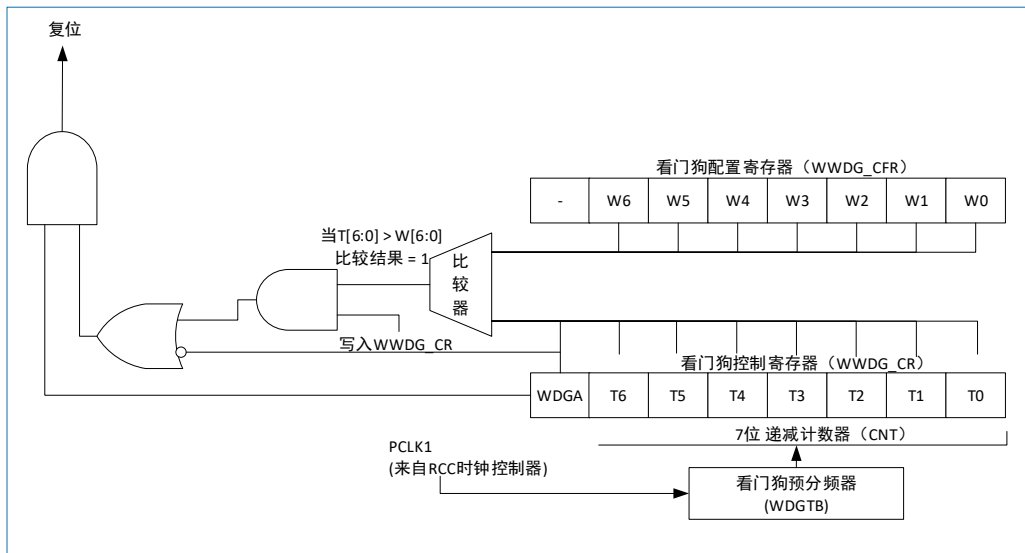 复位
看门狗配置寄存器（WWDG_CFR）
- W6 W5 W4 W3 W2 W1 W0
当T[6:0] > W[6:0]
比较结果 = 1
比较器
写入WWDG_CR
看门狗控制寄存器（WWDG_CR）
WDGA T6 T5 T4 T3 T2 T1 T0
7位 递减计数器（CNT）
PCLK1
(来自RCC时钟控制器)
看门狗预分频器
(WDGTB)